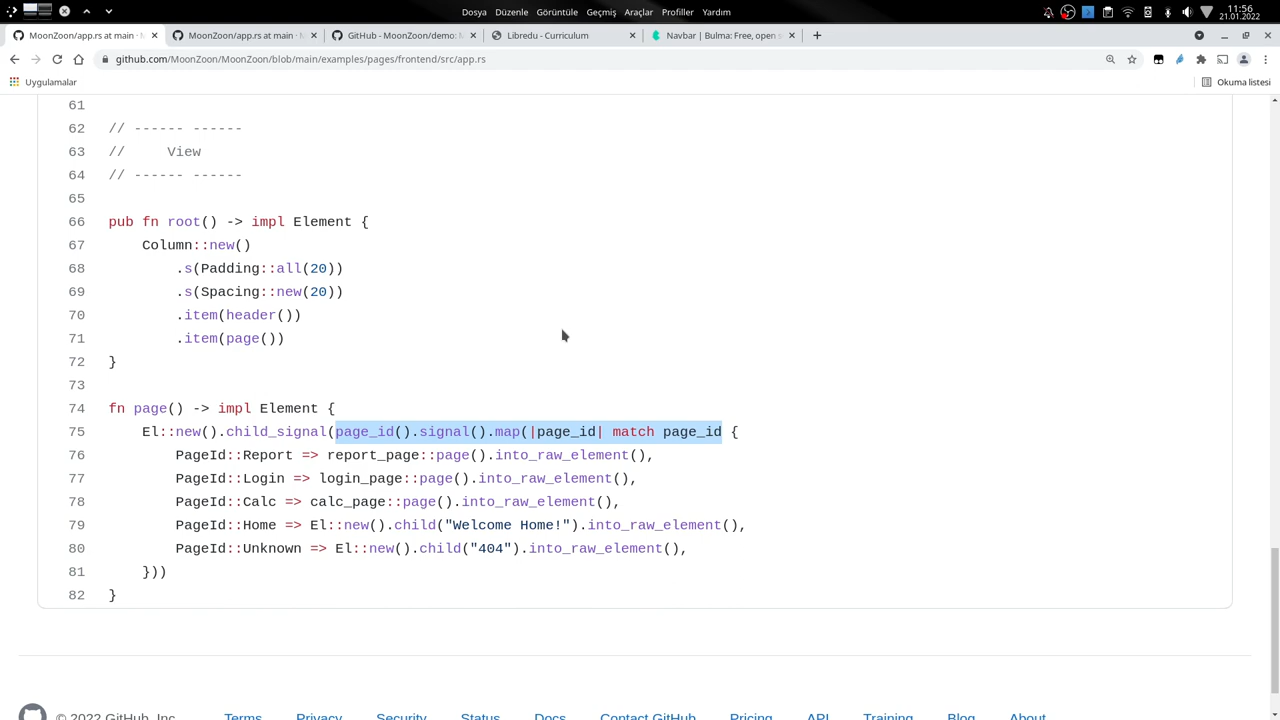 Dosya Düzenle Görüntüle Geçmiş Araçlar Profiller Yardım
11:56
21.01.2022
MoonZoon/app.rs at main · M
MoonZoon/app.rs at main · M
GitHub - MoonZoon/demo: M
Libredu - Curriculum
Navbar | Bulma: Free, open s
github.com/MoonZoon/MoonZoon/blob/main/examples/pages/frontend/src/app.rs
Uygulamalar
Okuma listesi
61
62 // ------ ------
63 //     View
64 // ------ ------
65
66 pub fn root() -> impl Element {
67     Column::new()
68         .s(Padding::all(20))
69         .s(Spacing::new(20))
70         .item(header())
71         .item(page())
72 }
73
74 fn page() -> impl Element {
75     El::new().child_signal(page_id().signal().map(|page_id| match page_id {
76         PageId::Report => report_page::page().into_raw_element(),
77         PageId::Login => login_page::page().into_raw_element(),
78         PageId::Calc => calc_page::page().into_raw_element(),
79         PageId::Home => El::new().child("Welcome Home!").into_raw_element(),
80         PageId::Unknown => El::new().child("404").into_raw_element(),
81     }))
82 }
© 2022 GitHub, Inc. Terms Privacy Security Status Docs Contact GitHub Pricing API Training Blog About